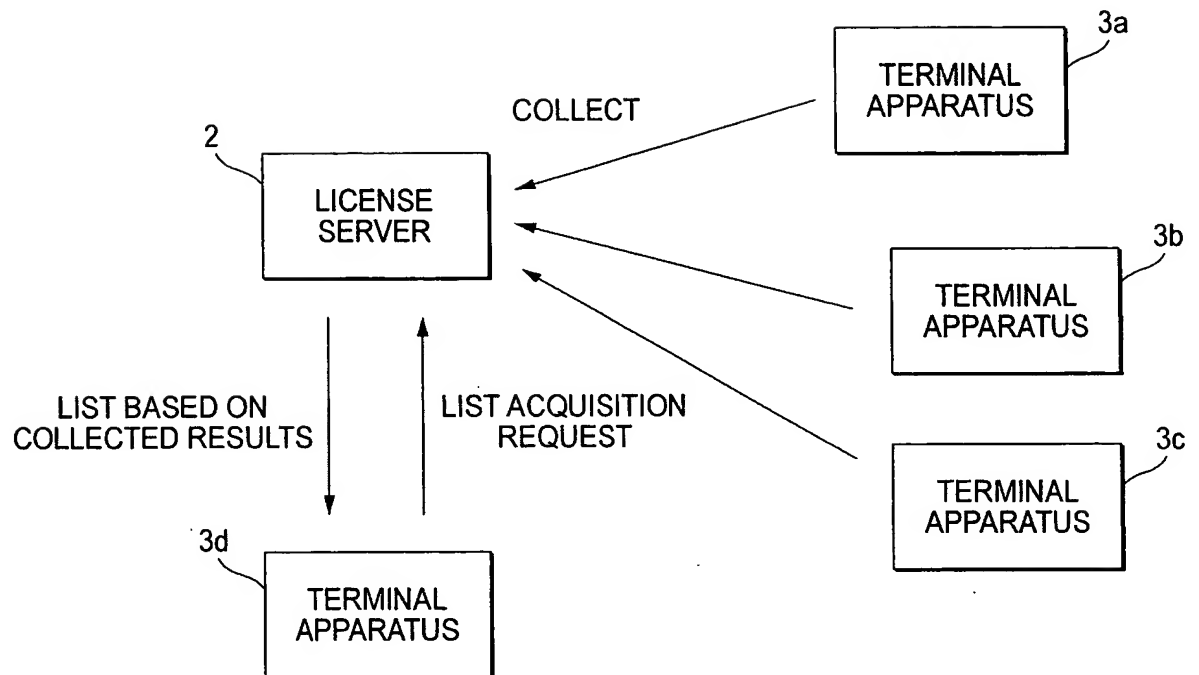 3a
TERMINAL
APPARATUS
COLLECT
2
LICENSE
SERVER
3b
TERMINAL
APPARATUS
LIST BASED ON
COLLECTED RESULTS
LIST ACQUISITION
REQUEST
3c
TERMINAL
APPARATUS
3d
TERMINAL
APPARATUS